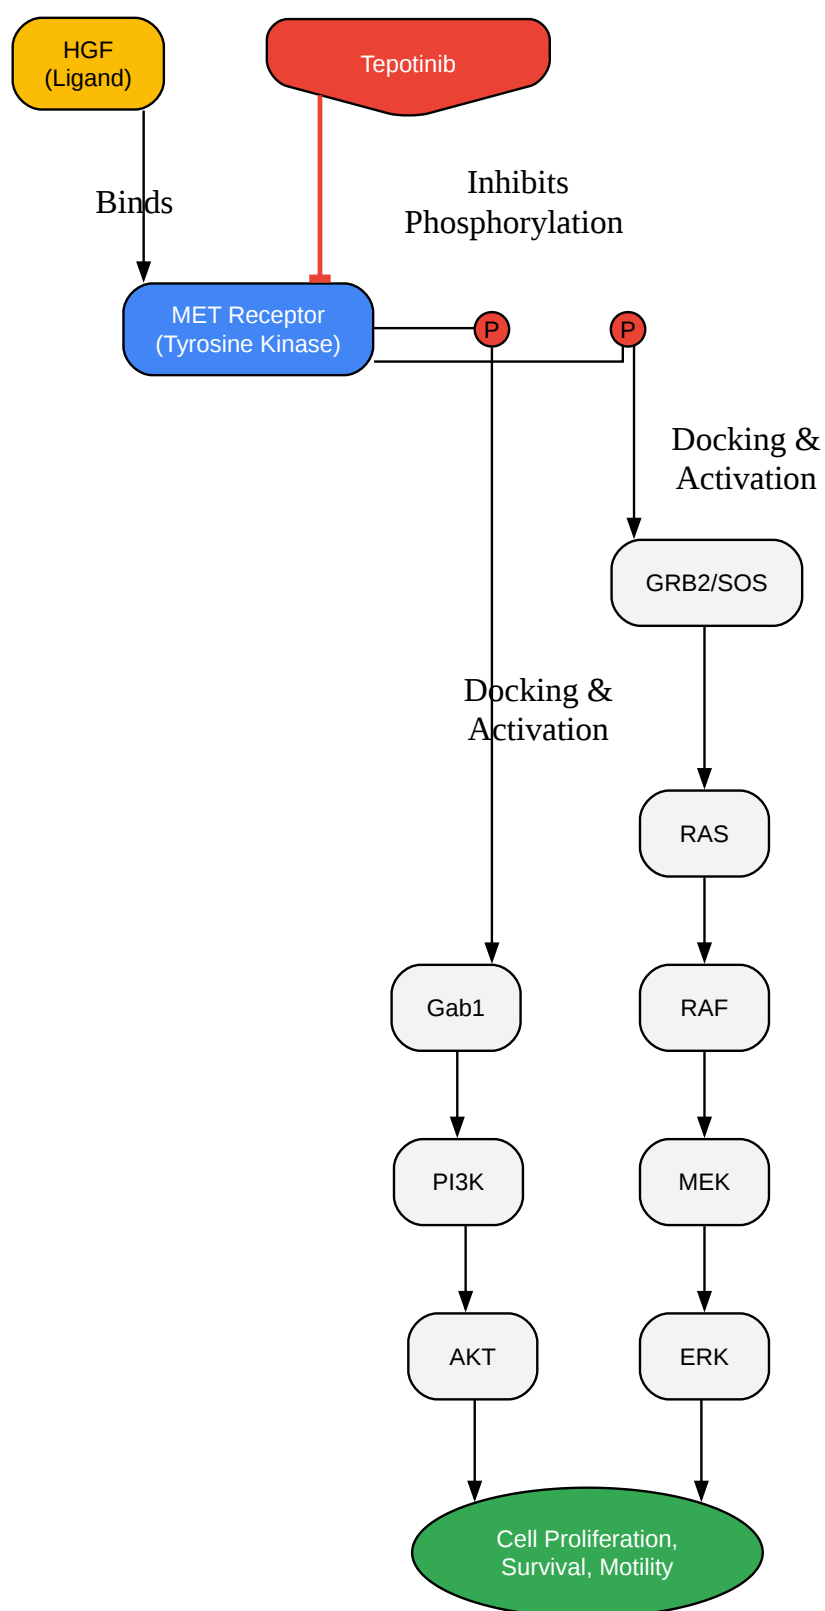 HGF
(Ligand)
Tepotinib
Binds
Inhibits
Phosphorylation
MET Receptor
(Tyrosine Kinase)
P
P
Docking &
Activation
GRB2/SOS
Docking &
Activation
RAS
Gab1
RAF
PI3K
MEK
AKT
ERK
Cell Proliferation,
Survival, Motility